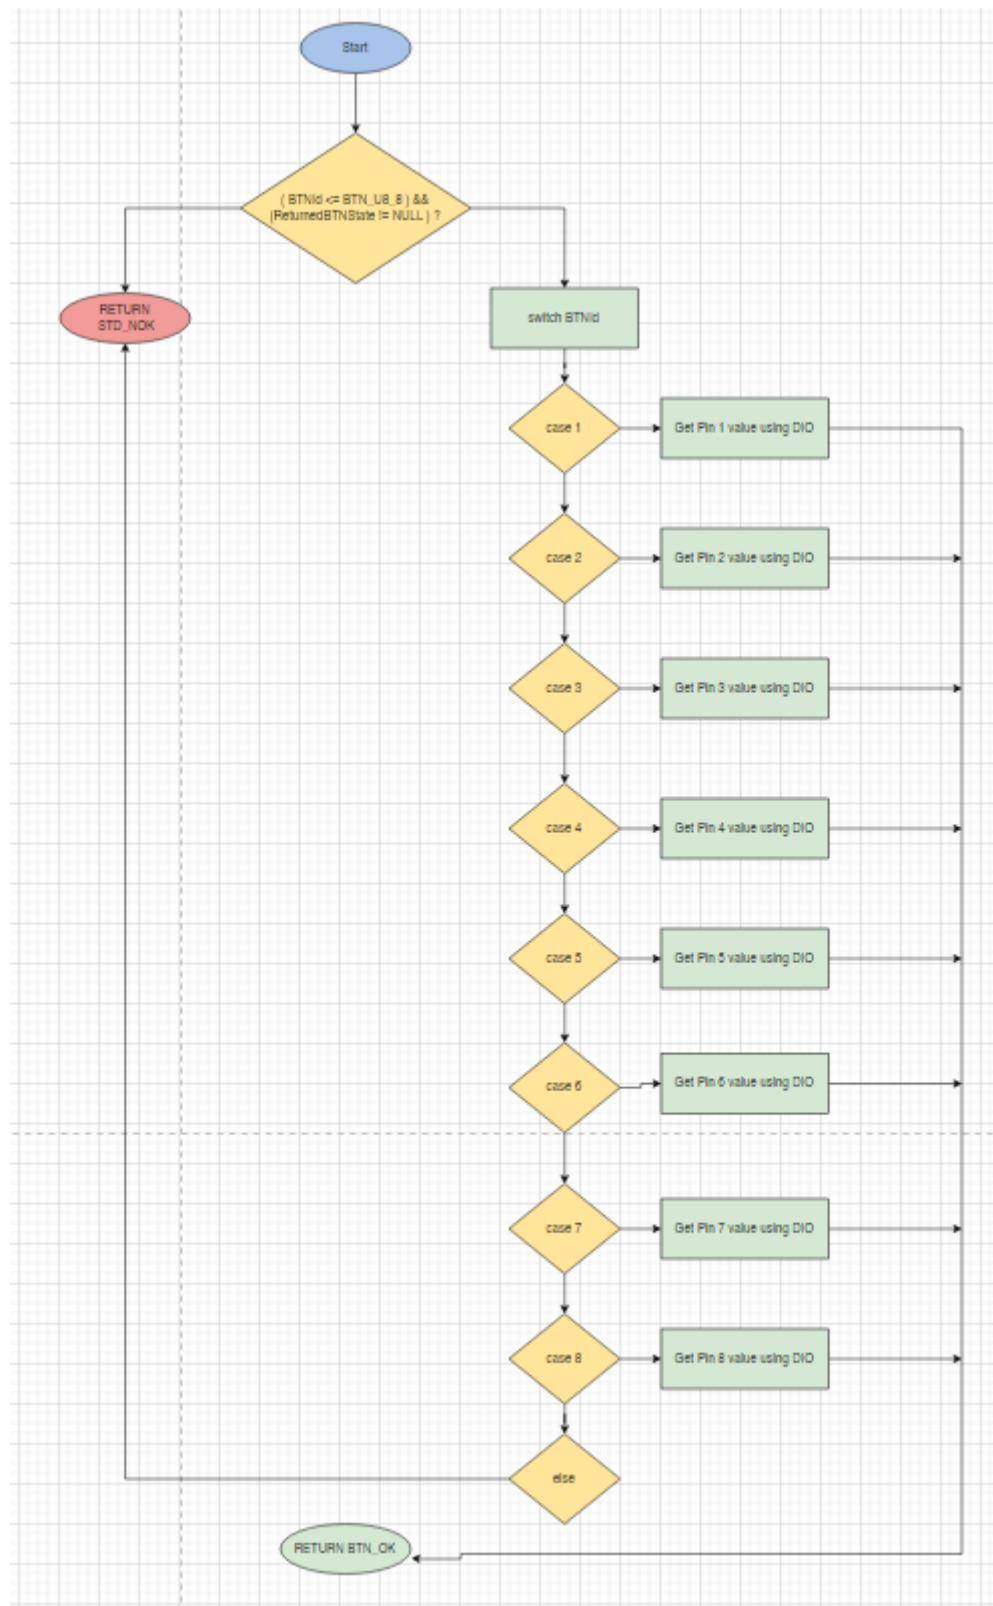 Start
( BTNId <= BTN_U8_8 ) &&
(ReturnedBTNState != NULL ) ?
RETURN
STD_NOK
switch BTNId
case 1
Get Pin 1 value using DIO
case 2
Get Pin 2 value using DIO
case 3
Get Pin 3 value using DIO
case 4
Get Pin 4 value using DIO
case 5
Get Pin 5 value using DIO
case 6
Get Pin 6 value using DIO
case 7
Get Pin 7 value using DIO
case 8
Get Pin 8 value using DIO
else
RETURN BTN_OK